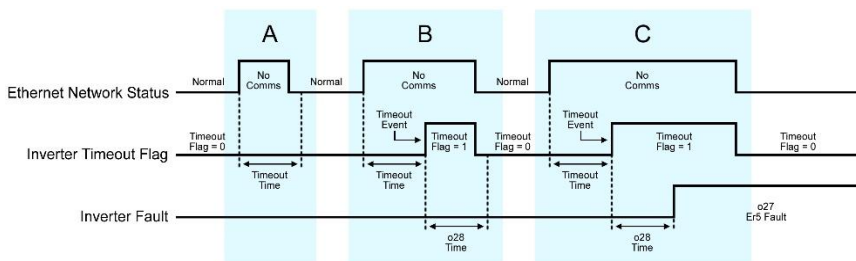 A
B
C
Ethernet Network Status
Normal
No
Comms
Normal
No
Comms
Normal
No
Comms
Inverter Timeout Flag
Timeout
Flag = 0
Timeout
Time
Timeout
Event
Timeout
Flag = 1
Timeout
Time
Timeout
Flag = 0
Timeout
Event
Timeout
Flag = 1
Timeout
Time
Timeout
Flag = 0
Inverter Fault
o28
Time
o28
Time
o27
Er5 Fault